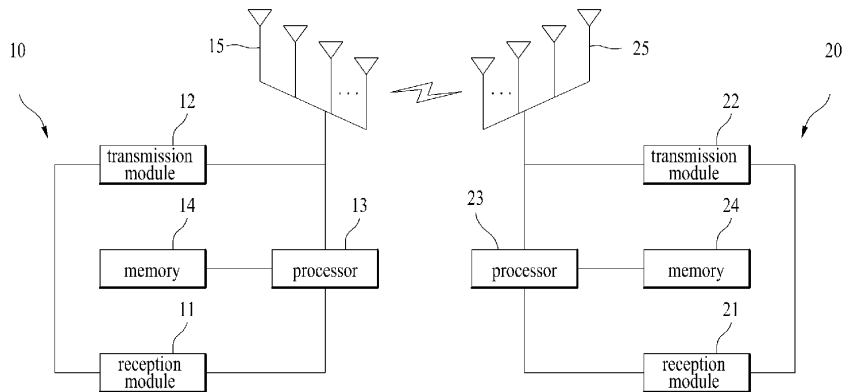 15
25
10
20
12
transmission
module
22
transmission
module
14
memory
13
processor
23
processor
24
memory
11
reception
module
21
reception
module